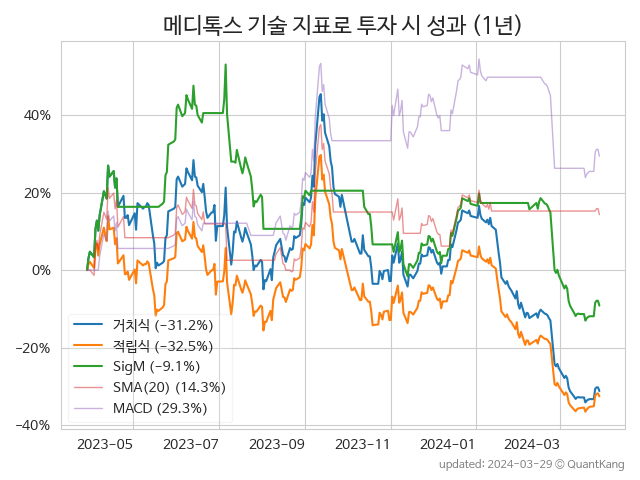 메디톡스 기술 지표로 투자 시 성과 (1년)
40%
20%
0%
−20%
−40%
거치식 (−31.2%)
적립식 (−32.5%)
SigM (−9.1%)
SMA(20) (14.3%)
MACD (29.3%)
2023−05
2023−07
2023−09
2023−11
2024−01
2024−03
updated: 2024−03−29 © QuantKang